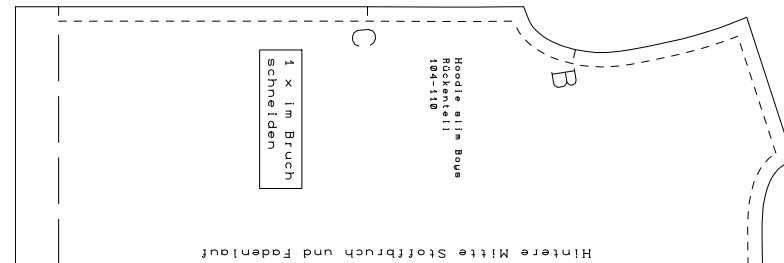 Hoodie slim Boys
Rückenteil
104-110
1 x im Bruch
schneiden
C
B
Hintere Mitte Stoffbruch und Fadenlauf